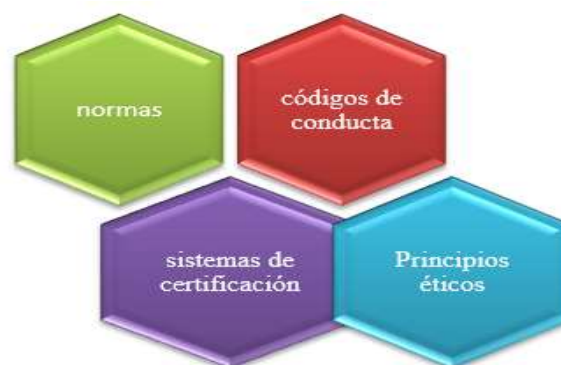 normas
códigos de
conducta
sistemas de
certificación
Principios
éticos